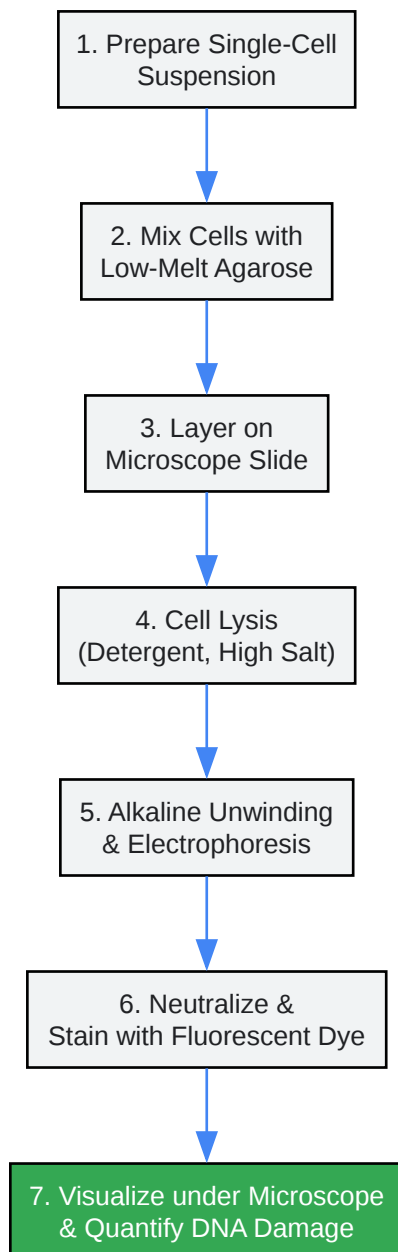 1. Prepare Single-Cell
Suspension
2. Mix Cells with
Low-Melt Agarose
3. Layer on
Microscope Slide
4. Cell Lysis
(Detergent, High Salt)
5. Alkaline Unwinding
& Electrophoresis
6. Neutralize &
Stain with Fluorescent Dye
7. Visualize under Microscope
& Quantify DNA Damage